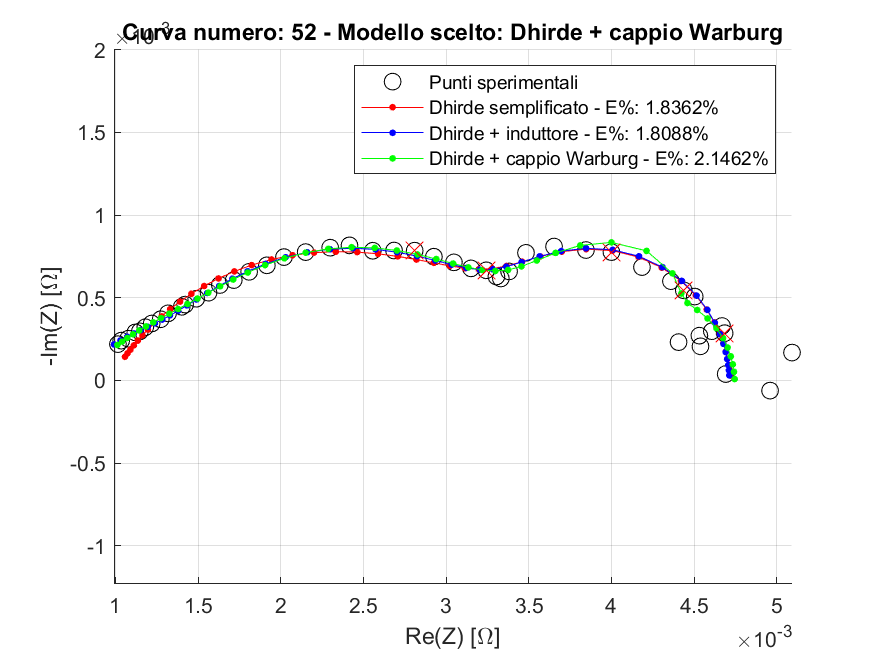 Curva numero: 52 - Modello scelto: Dhirde + cappio Warburg
×10⁻³
2
1.5
1
0.5
0
-0.5
-1
-Im(Z) [Ω]
Punti sperimentali
Dhirde semplificato - E%: 1.8362%
Dhirde + induttore - E%: 1.8088%
Dhirde + cappio Warburg - E%: 2.1462%
1 1.5 2 2.5 3 3.5 4 4.5 5
Re(Z) [Ω]
×10⁻³